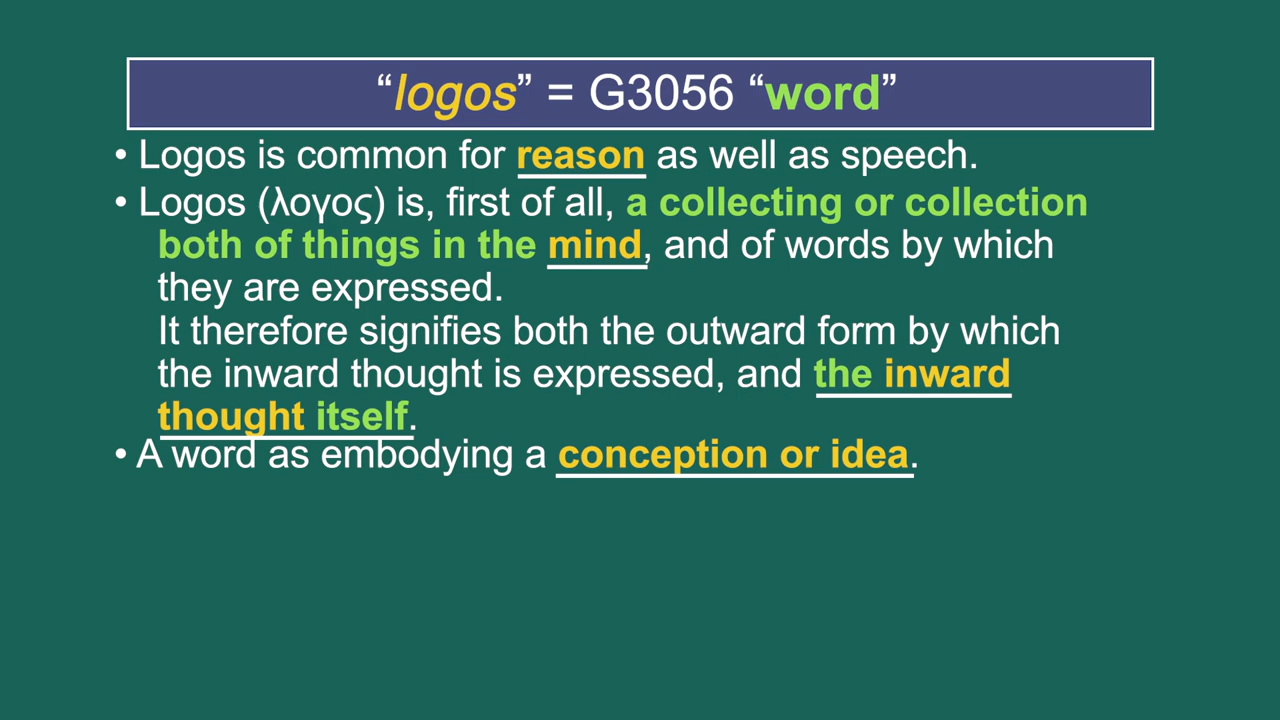 “logos” = G3056 “word”
• Logos is common for reason as well as speech.
• Logos (λογος) is, first of all, a collecting or collection
both of things in the mind, and of words by which
they are expressed.
It therefore signifies both the outward form by which
the inward thought is expressed, and the inward
thought itself.
• A word as embodying a conception or idea.